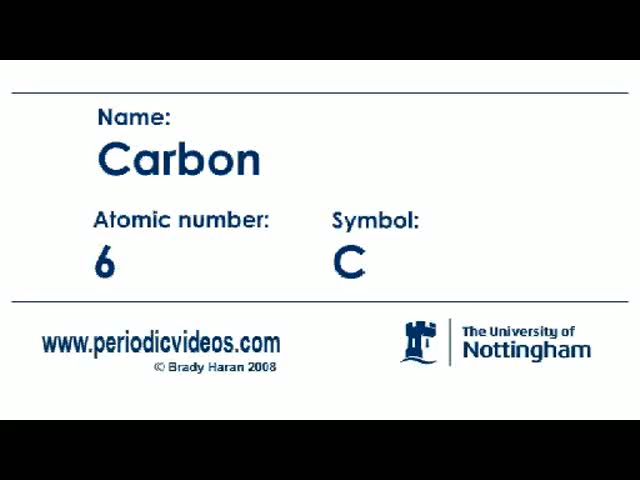 Name:
Carbon
Atomic number: Symbol:
6 C
www.periodicvideos.com
© Brady Haran 2008
The University of
Nottingham